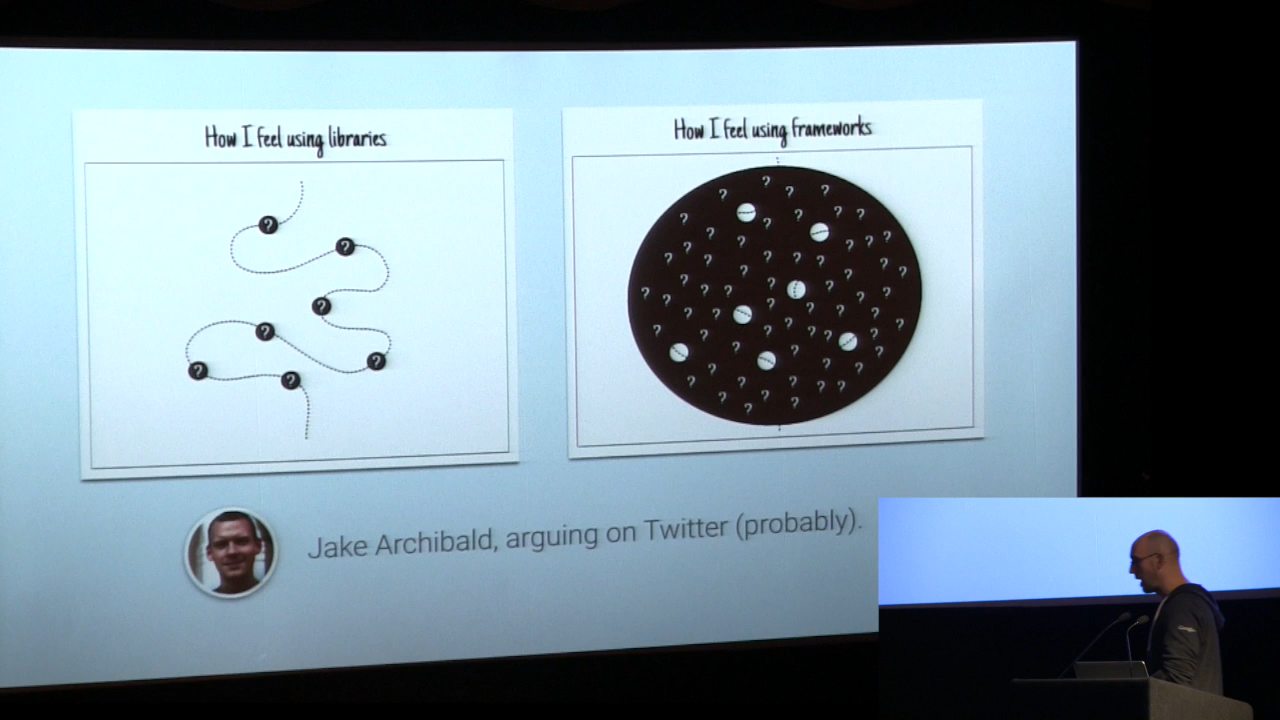 How I feel using libraries
How I feel using frameworks
Jake Archibald, arguing on Twitter (probably).